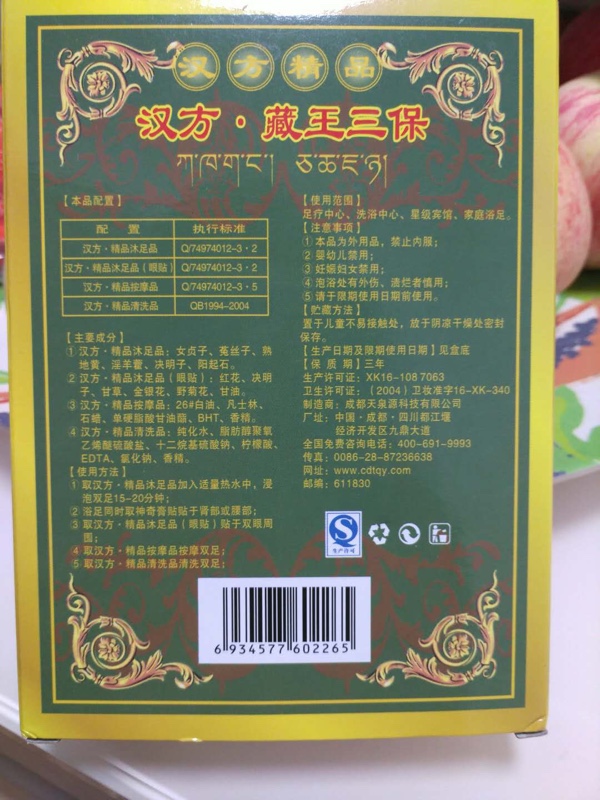 汉方精品
汉方·藏王三保
ཀཁགང། ཅཆཇཉ།
【本品配置】
配 置 执行标准
汉方·精品沐足品 Q/74974012-3·2
汉方·精品沐足品（眼贴） Q/74974012-3·2
汉方·精品按摩品 Q/74974012-3·5
汉方·精品清洗品 QB1994-2004
【主要成分】
①汉方·精品沐足品：女贞子、菟丝子、熟
地黄、淫羊藿、决明子、阳起石。
②汉方·精品沐足品（眼贴）：红花、决明
子、甘草、金银花、野菊花、甘油。
③汉方·精品按摩品：26#白油、凡士林、
石蜡、单硬脂酸甘油酯、BHT、香精。
④汉方·精品清洗品：纯化水、脂肪醇聚氧
乙烯醚硫酸盐、十二烷基硫酸钠、柠檬酸、
EDTA、氯化钠、香精。
【使用方法】
①取汉方·精品沐足品加入适量热水中，浸
泡双足15-20分钟；
②浴足同时取神奇膏贴贴于肾部或腰部；
③取汉方·精品沐足品（眼贴）贴于双眼周
围；
④取汉方·精品按摩品按摩双足；
⑤取汉方·精品清洗品清洗双足；
【使用范围】
足疗中心、洗浴中心、星级宾馆、家庭浴足。
【注意事项】
①本品为外用品，禁止内服；
②婴幼儿禁用；
③妊娠妇女禁用；
④泡浴处有外伤、溃烂者慎用；
⑤请于限期使用日期前使用。
【贮藏方法】
置于儿童不易接触处，放于阴凉干燥处密封
保存。
【生产日期及限期使用日期】见盒底
【保 质 期】三年
生产许可证：XK16-108 7063
卫生许可证：（2004）卫妆准字16-XK-340
制造商：成都天泉源科技有限公司
厂址：中国·成都·四川都江堰
经济开发区九鼎大道
全国免费咨询电话：400-691-9993
传真：0086-28-87236638
网址：www.cdtqy.com
邮编：611830
生产许可
6 934577 602265